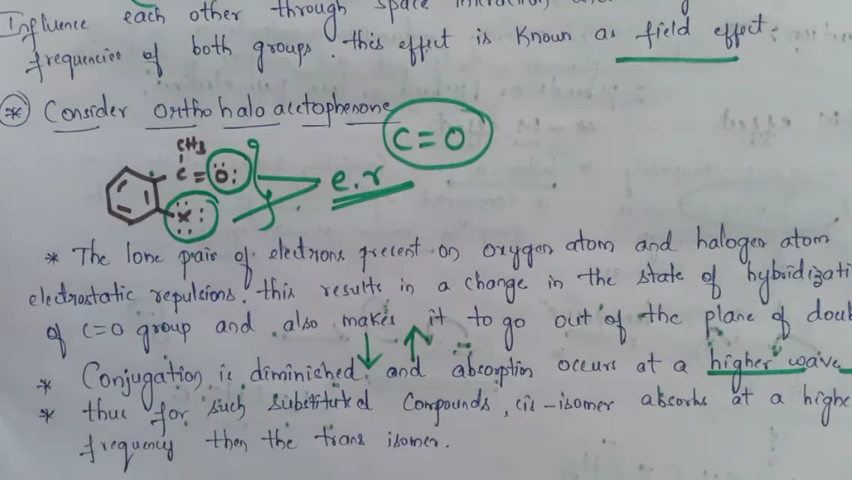 Influence each other through space
frequencies of both groups. this effect is known as field effect.
* Consider ortho halo acetophenone
C=O
CH3
C = O:
e.r
X:
* The lone pair of electrons present on oxygen atom and halogen atom
electrostatic repulsions. this results in a change in the state of hybridizati
of C=O group and also makes it to go out of the plane of doub
* Conjugation is diminished and absorption occurs at a higher wave
* thus for such substituted Compounds, cis-isomer absorbs at a highe
frequency then the trans isomer.